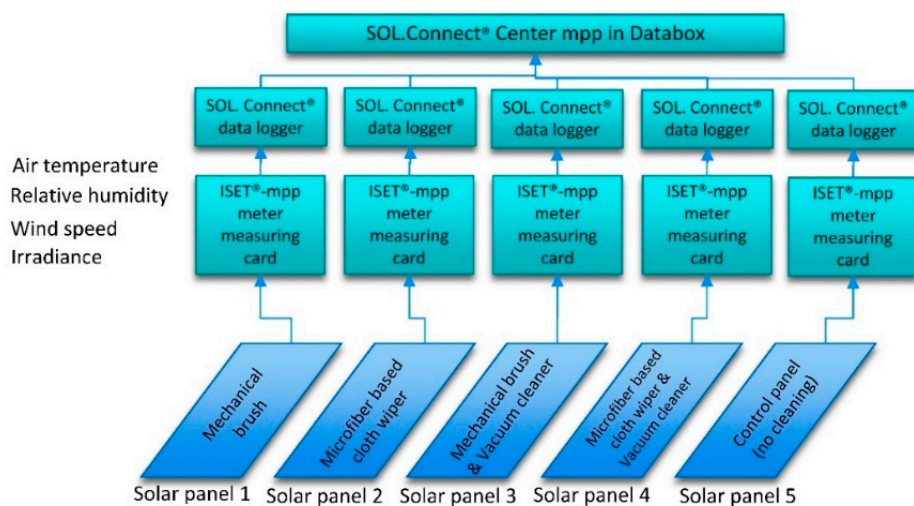 SOL.Connect® Center mpp in Databox
SOL. Connect®
data logger
SOL. Connect®
data logger
SOL. Connect®
data logger
SOL. Connect®
data logger
SOL. Connect®
data logger
Air temperature
Relative humidity
Wind speed
Irradiance
ISET®-mpp
meter
measuring
card
ISET®-mpp
meter
measuring
card
ISET®-mpp
meter
measuring
card
ISET®-mpp
meter
measuring
card
ISET®-mpp
meter
measuring
card
Mechanical
brush
Microfiber based
cloth wiper
Mechanical brush
& Vacuum cleaner
Microfiber based
cloth wiper &
Vacuum cleaner
Control panel
(no cleaning)
Solar panel 1
Solar panel 2
Solar panel 3
Solar panel 4
Solar panel 5